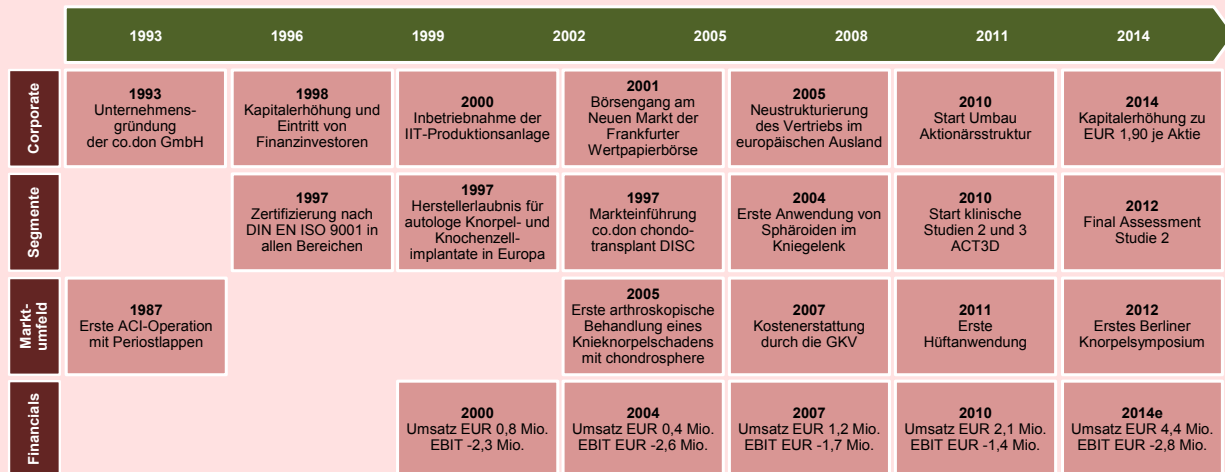 1993 1996 1999 2002 2005 2008 2011 2014
Corporate
1993
Unternehmens-
gründung
der co.don GmbH
1998
Kapitalerhöhung und
Eintritt von
Finanzinvestoren
2000
Inbetriebnahme der
IIT-Produktionsanlage
2001
Börsengang am
Neuen Markt der
Frankfurter
Wertpapierbörse
2005
Neustrukturierung
des Vertriebs im
europäischen Ausland
2010
Start Umbau
Aktionärsstruktur
2014
Kapitalerhöhung zu
EUR 1,90 je Aktie
Segmente
1997
Zertifizierung nach
DIN EN ISO 9001 in
allen Bereichen
1997
Herstellerlaubnis für
autologe Knorpel- und
Knochenzell-
implantate in Europa
1997
Markteinführung
co.don chondo-
transplant DISC
2004
Erste Anwendung von
Sphäroiden im
Kniegelenk
2010
Start klinische
Studien 2 und 3
ACT3D
2012
Final Assessment
Studie 2
Markt-
umfeld
1987
Erste ACI-Operation
mit Periostlappen
2005
Erste arthroskopische
Behandlung eines
Knieknorpelschadens
mit chondrosphere
2007
Kostenerstattung
durch die GKV
2011
Erste
Hüftanwendung
2012
Erstes Berliner
Knorpelsymposium
Financials
2000
Umsatz EUR 0,8 Mio.
EBIT -2,3 Mio.
2004
Umsatz EUR 0,4 Mio.
EBIT EUR -2,6 Mio.
2007
Umsatz EUR 1,2 Mio.
EBIT EUR -1,7 Mio.
2010
Umsatz EUR 2,1 Mio.
EBIT EUR -1,4 Mio.
2014e
Umsatz EUR 4,4 Mio.
EBIT EUR -2,8 Mio.